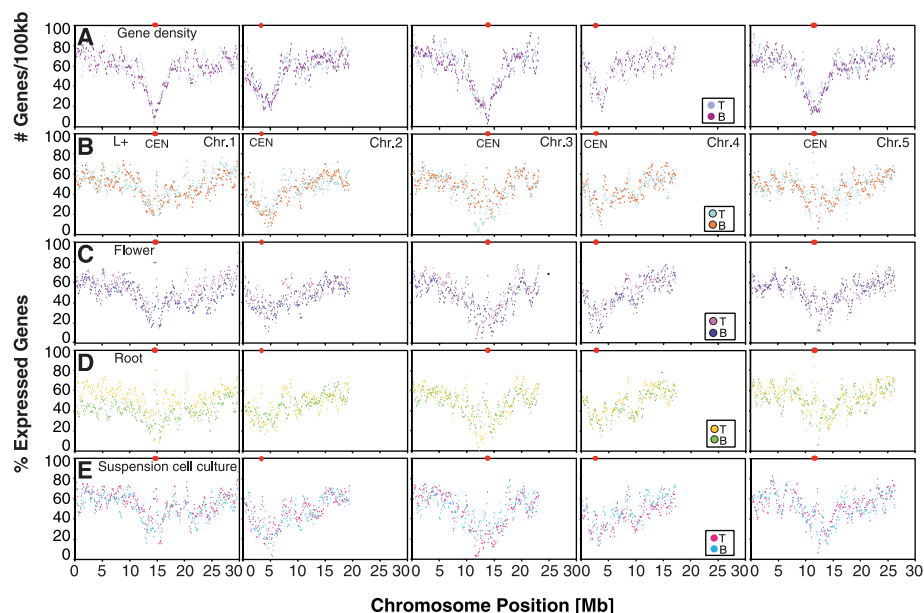 # Genes/100kb
% Expressed Genes
A
Gene density
100
80
60
40
20
0
T
B
B
L+
CEN
Chr.1
CEN
Chr.2
CEN
Chr.3
CEN
Chr.4
CEN
Chr.5
100
80
60
40
20
0
T
B
C
Flower
100
80
60
40
20
0
T
B
D
Root
100
80
60
40
20
0
T
B
E
Suspension cell culture
100
80
60
40
20
0
T
B
0 5 10 15 20 25 30 0 5 10 15 20 25 30 0 5 10 15 20 25 30 0 5 10 15 20 25 30 0 5 10 15 20 25 30
Chromosome Position [Mb]